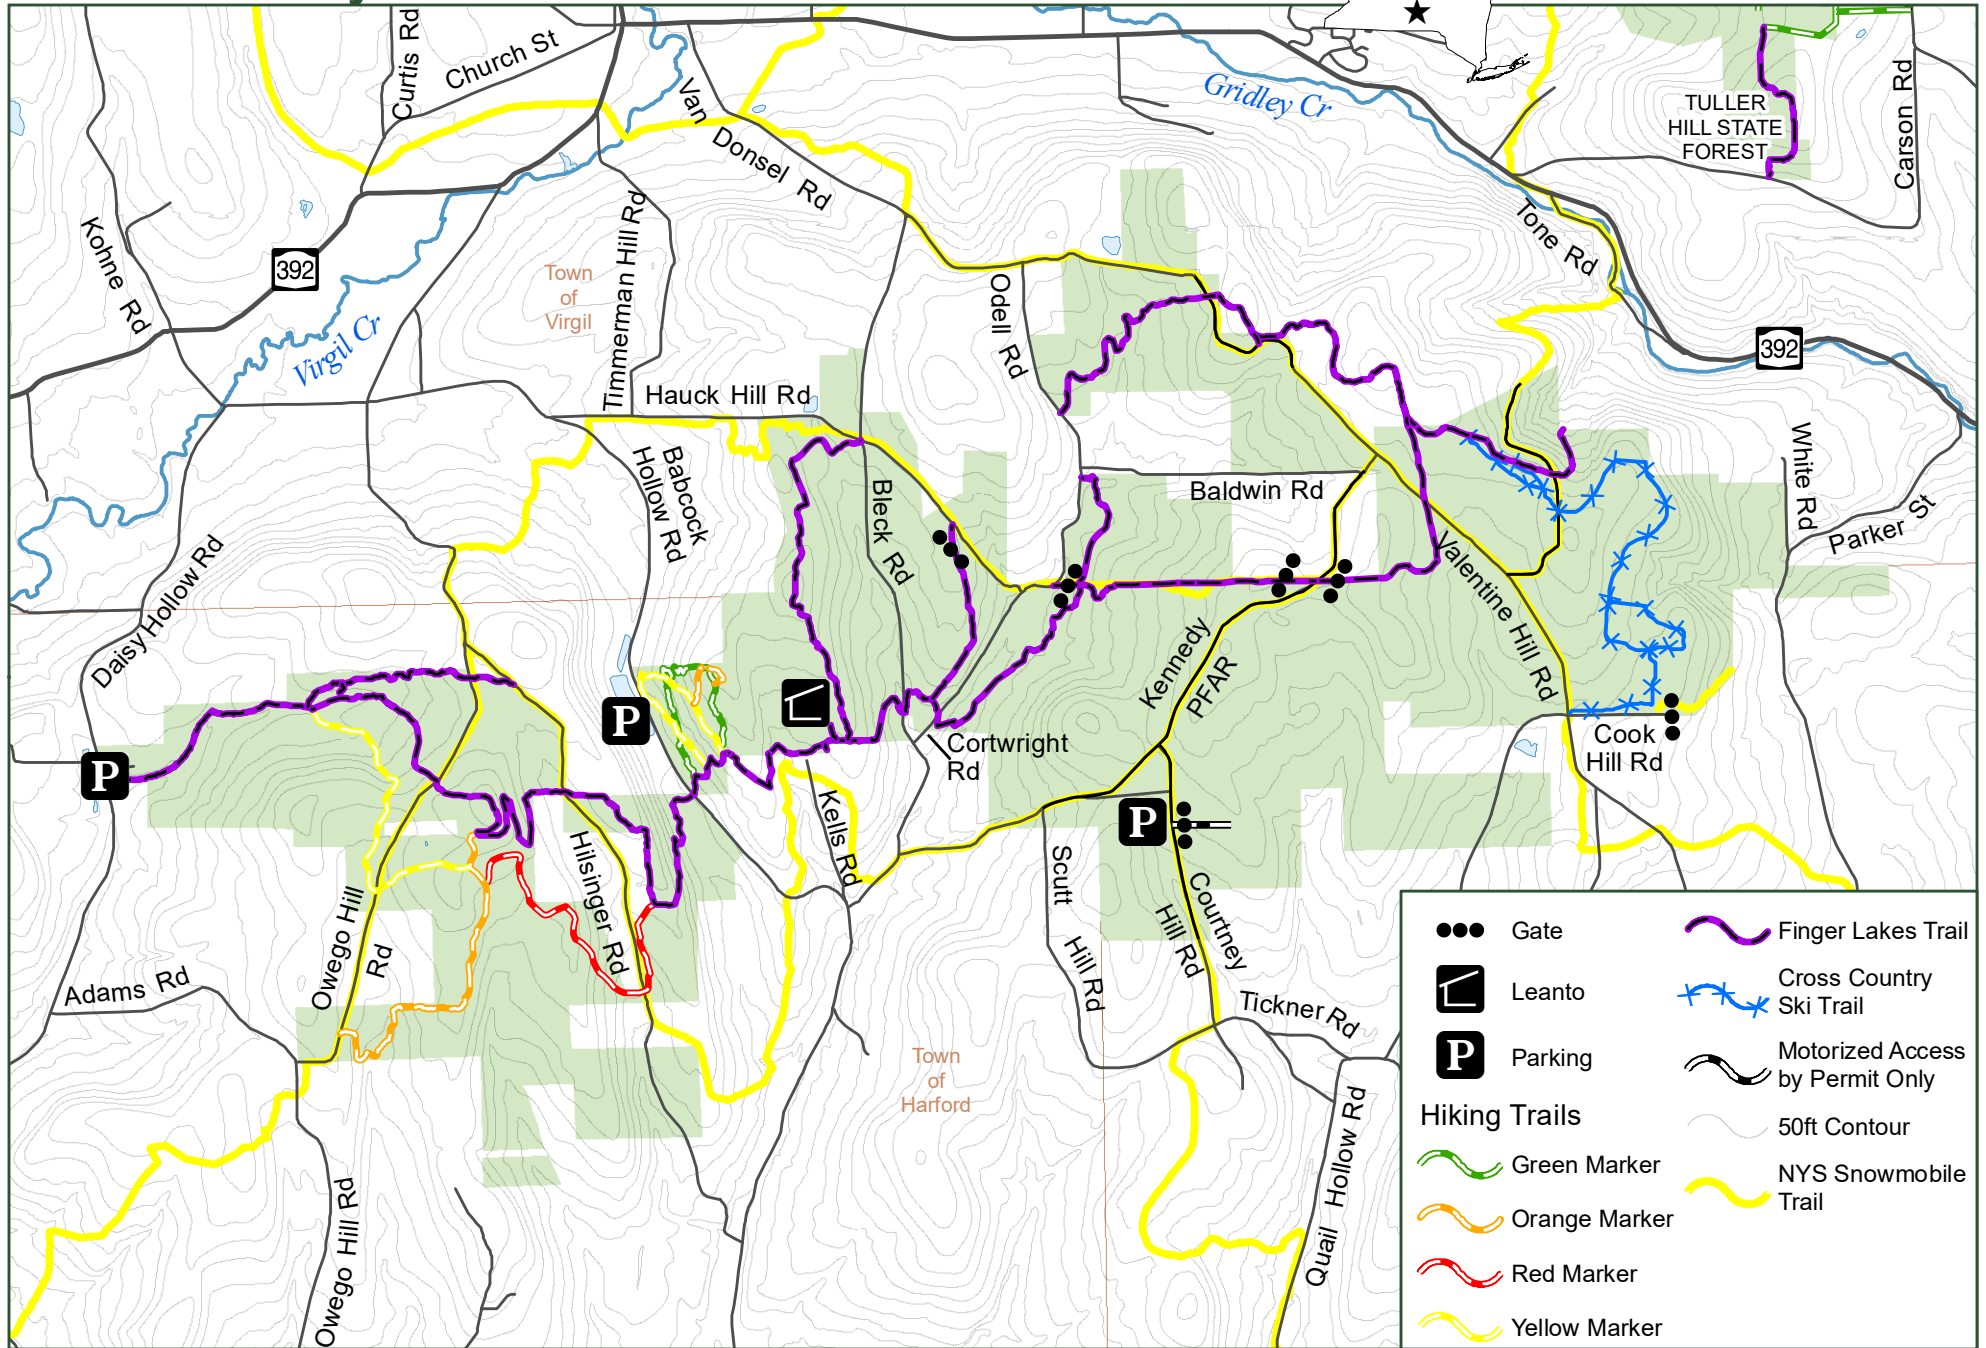 Curtis Rd
Church St
Van Donsel Rd
Gridley Cr
TULLER
HILL STATE
FOREST
Carson Rd
Kohne Rd
392
Timmerman Hill Rd
Town
of
Virgil
Virgil Cr
Odell Rd
Tone Rd
392
Hauck Hill Rd
Babcock
Hollow Rd
Bleck Rd
Baldwin Rd
White Rd
Parker St
Daisy Hollow Rd
Valentine Hill Rd
Kennedy
PFAR
P
P
Cortwright
Rd
Cook
Hill Rd
Kells Rd
P
Hilsinger Rd
Scutt
Hill Rd
Courtney
Hill Rd
Owego Hill
Rd
Adams Rd
Tickner Rd
Town
of
Harford
Quail Hollow Rd
Owego Hill Rd
Gate
Leanto
P
Parking
Hiking Trails
Green Marker
Orange Marker
Red Marker
Yellow Marker
Finger Lakes Trail
Cross Country
Ski Trail
Motorized Access
by Permit Only
50ft Contour
NYS Snowmobile
Trail